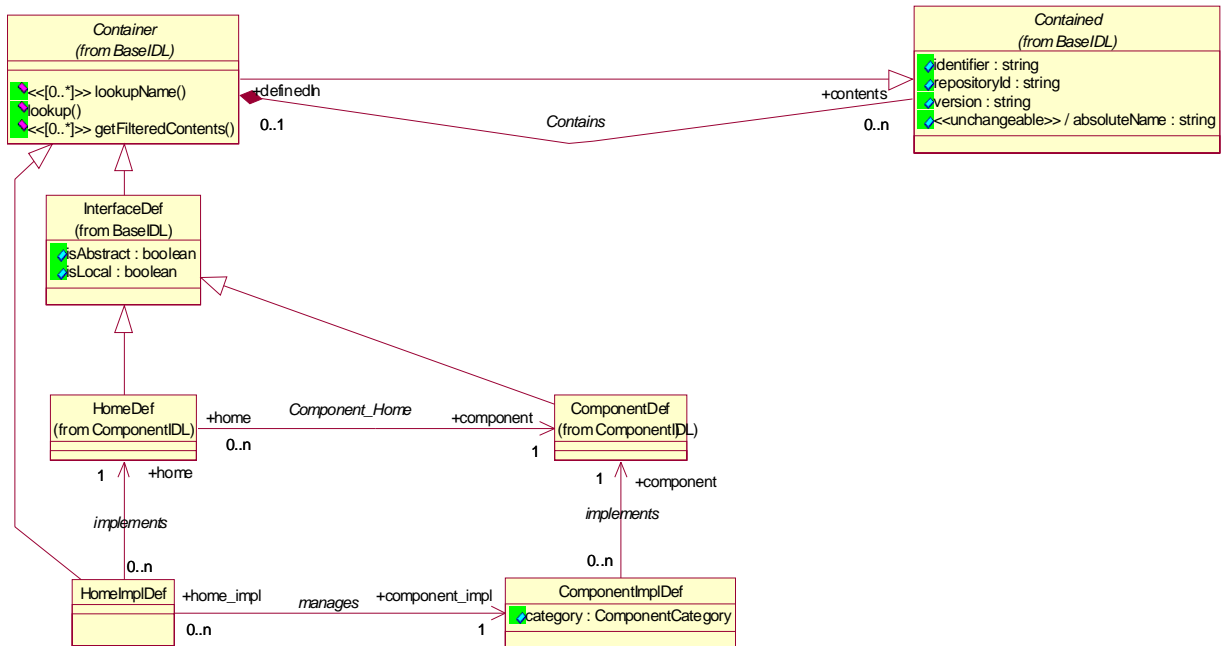 Container
(from BaseIDL)
<<[0..*]>> lookupName()
lookup()
<<[0..*]>> getFilteredContents()
Contained
(from BaseIDL)
identifier : string
repositoryId : string
version : string
<<unchangeable>> / absoluteName : string
+definedIn
0..1
Contains
+contents
0..n
InterfaceDef
(from BaseIDL)
isAbstract : boolean
isLocal : boolean
HomeDef
(from ComponentIDL)
+home
0..n
Component_Home
+component
1
ComponentDef
(from ComponentIDL)
1
+home
implements
0..n
1
+component
implements
0..n
HomeImplDef
+home_impl
0..n
manages
+component_impl
1
ComponentImplDef
category : ComponentCategory